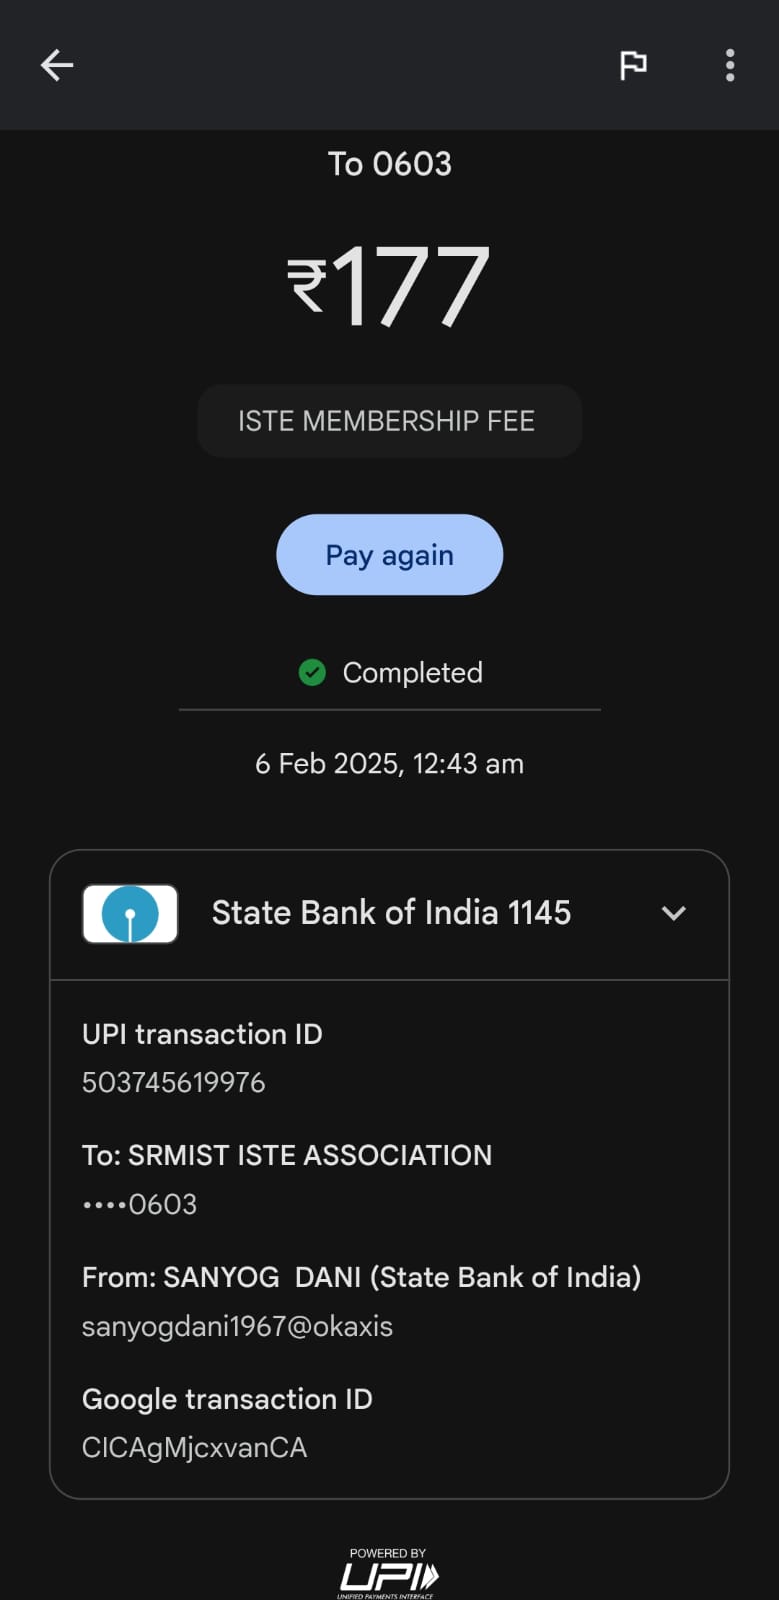 To 0603
₹177
ISTE MEMBERSHIP FEE
Pay again
Completed
6 Feb 2025, 12:43 am
State Bank of India 1145
UPI transaction ID
503745619976
To: SRMIST ISTE ASSOCIATION
••••0603
From: SANYOG DANI (State Bank of India)
sanyogdani1967@okaxis
Google transaction ID
CICAgMjcxvanCA
POWERED BY
UPI
UNIFIED PAYMENTS INTERFACE